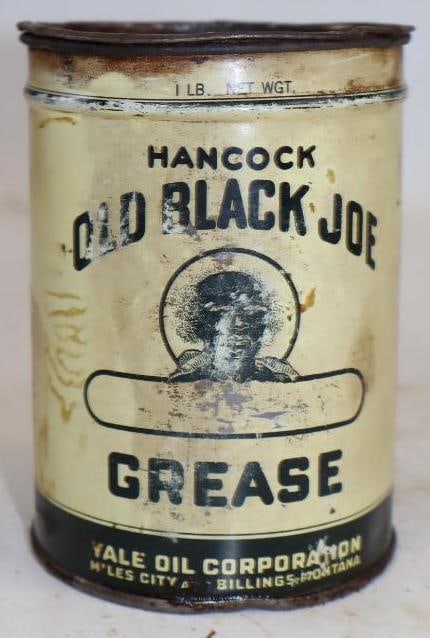 1 LB. NET WGT.
HANCOCK
OLD BLACK JOE
GREASE
YALE OIL CORPORATION
MILES CITY AND BILLINGS, MONTANA